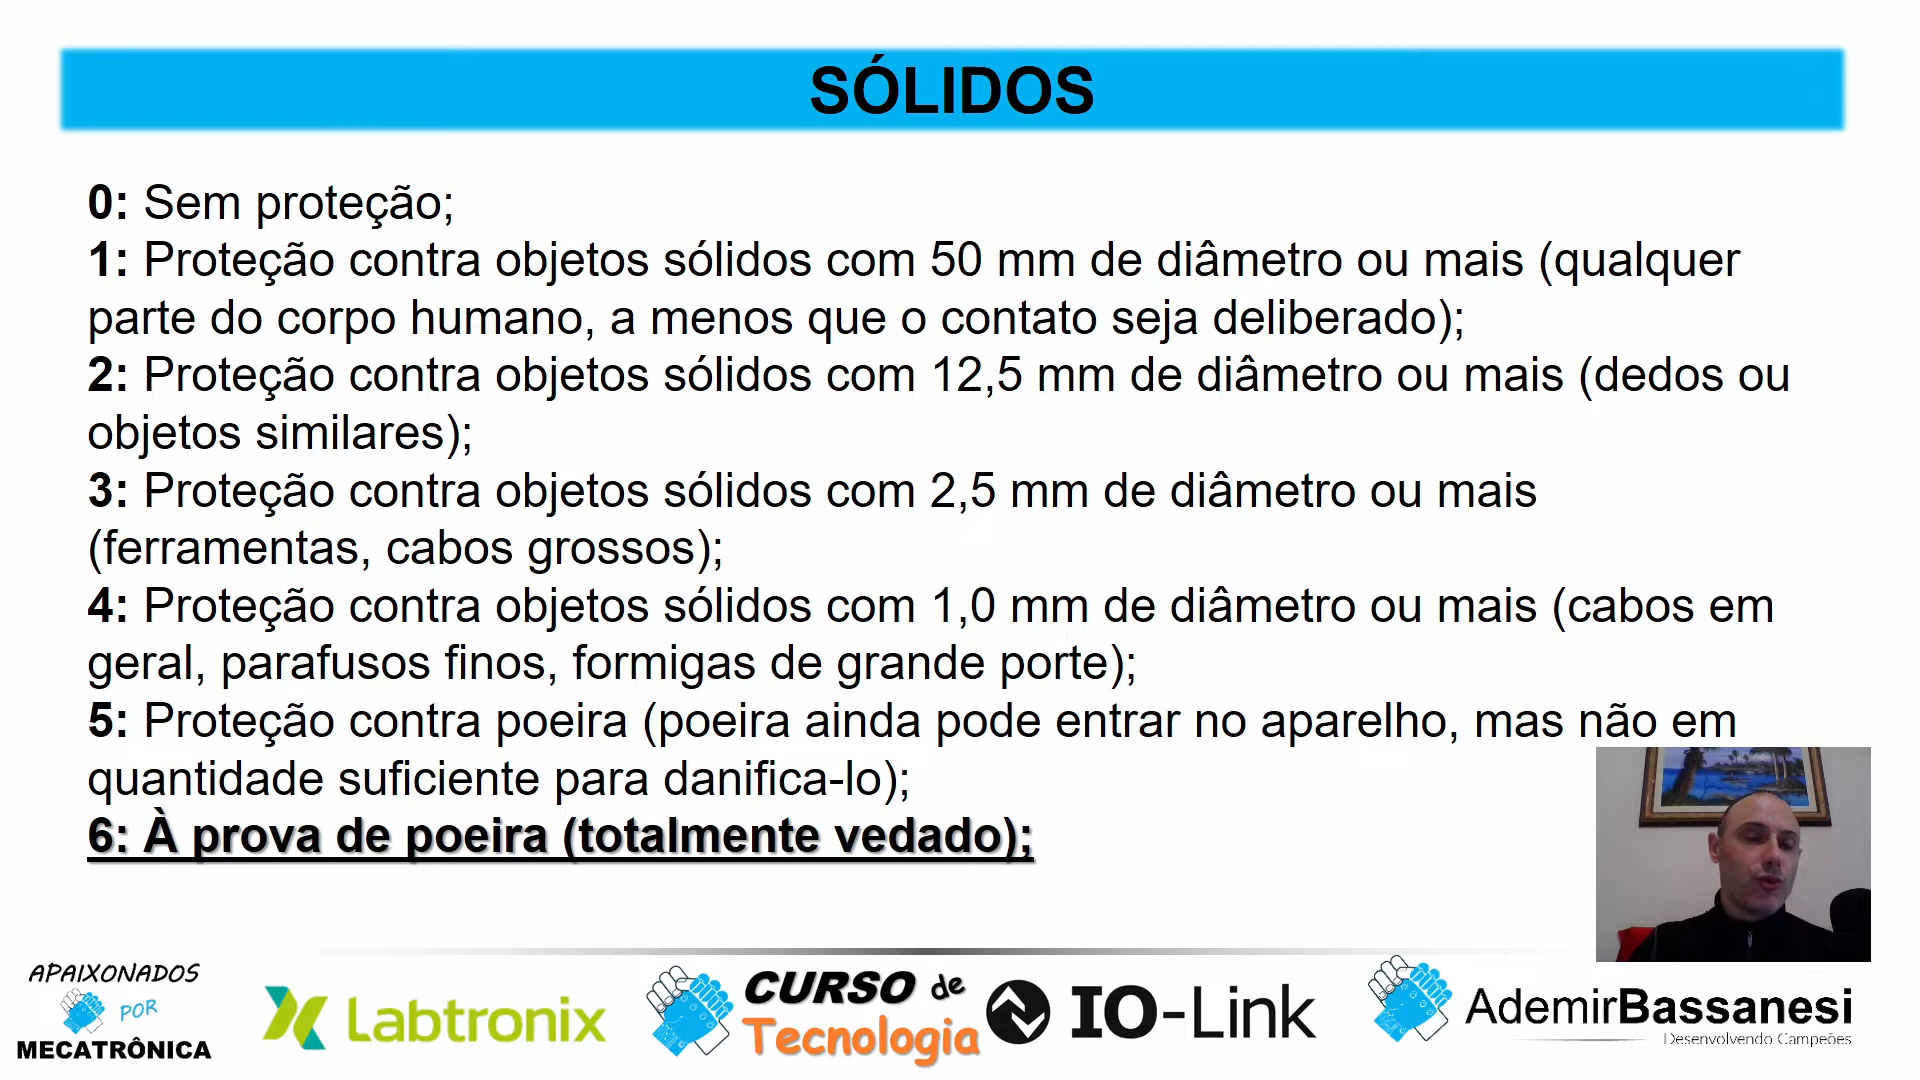 SÓLIDOS
0: Sem proteção;
1: Proteção contra objetos sólidos com 50 mm de diâmetro ou mais (qualquer
parte do corpo humano, a menos que o contato seja deliberado);
2: Proteção contra objetos sólidos com 12,5 mm de diâmetro ou mais (dedos ou
objetos similares);
3: Proteção contra objetos sólidos com 2,5 mm de diâmetro ou mais
(ferramentas, cabos grossos);
4: Proteção contra objetos sólidos com 1,0 mm de diâmetro ou mais (cabos em
geral, parafusos finos, formigas de grande porte);
5: Proteção contra poeira (poeira ainda pode entrar no aparelho, mas não em
quantidade suficiente para danifica-lo);
6: À prova de poeira (totalmente vedado);
APAIXONADOS
POR
MECATRÔNICA
Labtronix
CURSO de
Tecnologia
IO-Link
AdemirBassanesi
Desenvolvendo Campeões